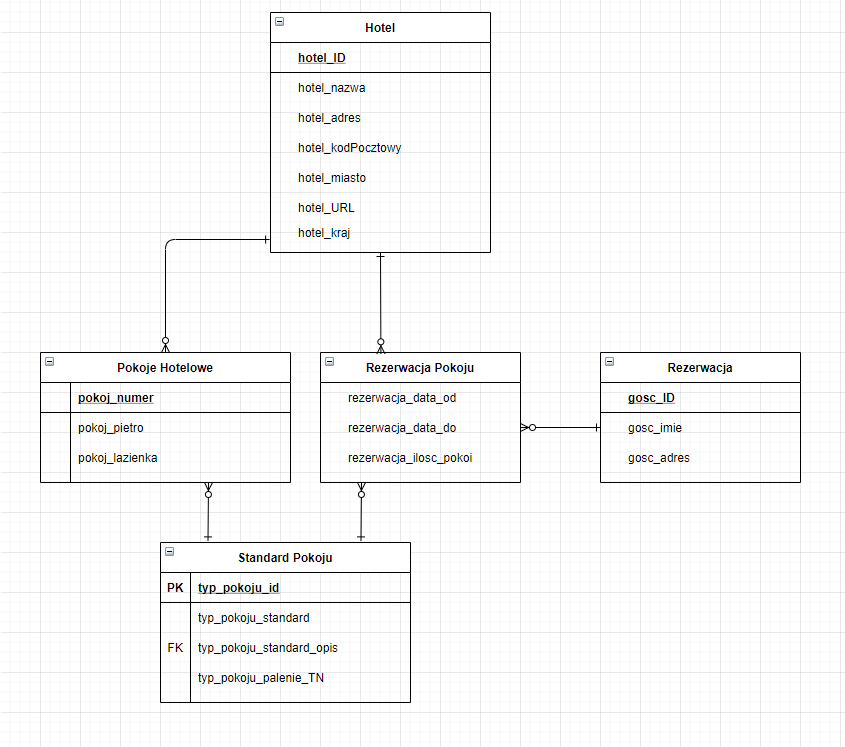 Hotel
hotel_ID
hotel_nazwa
hotel_adres
hotel_kodPocztowy
hotel_miasto
hotel_URL
hotel_kraj
Pokoje Hotelowe
pokoj_numer
pokoj_pietro
pokoj_lazienka
Rezerwacja Pokoju
rezerwacja_data_od
rezerwacja_data_do
rezerwacja_ilosc_pokoi
Rezerwacja
gosc_ID
gosc_imie
gosc_adres
Standard Pokoju
PK typ_pokoju_id
typ_pokoju_standard
FK typ_pokoju_standard_opis
typ_pokoju_palenie_TN